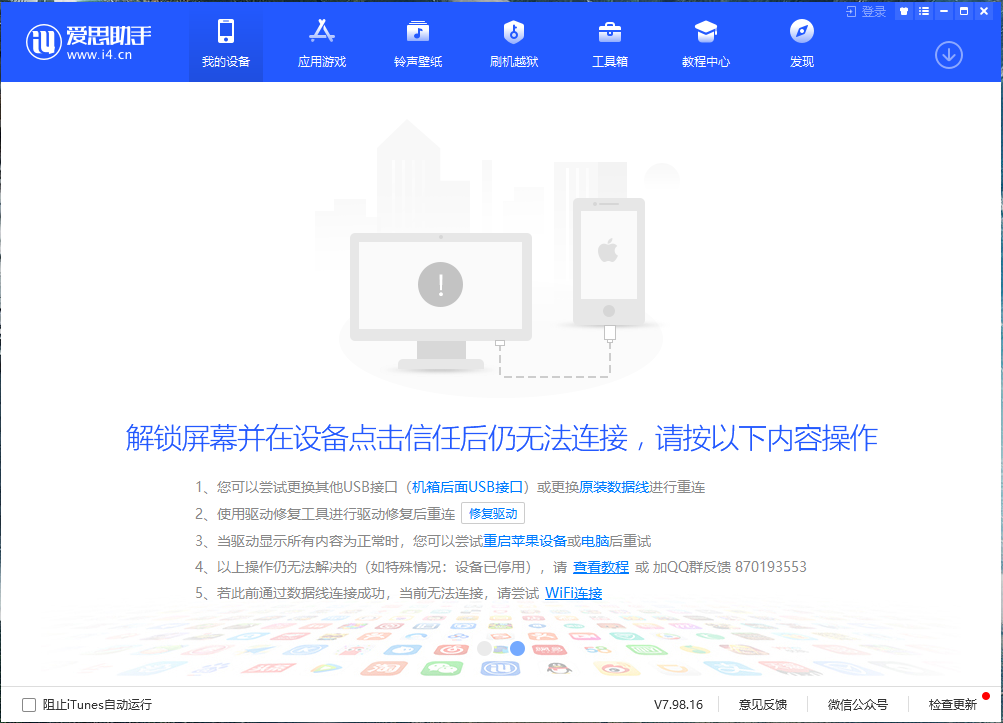 爱思助手
www.i4.cn
登录
我的设备
应用游戏
铃声壁纸
刷机越狱
工具箱
教程中心
发现
解锁屏幕并在设备点击信任后仍无法连接，请按以下内容操作
1、您可以尝试更换其他USB接口（机箱后面USB接口）或更换原装数据线进行重连
2、使用驱动修复工具进行驱动修复后重连 修复驱动
3、当驱动显示所有内容为正常时，您可以尝试重启苹果设备或电脑后重试
4、以上操作仍无法解决的（如特殊情况：设备已停用），请 查看教程 或 加QQ群反馈 870193553
5、若此前通过数据线连接成功，当前无法连接，请尝试 WiFi连接
阻止iTunes自动运行
V7.98.16
意见反馈
微信公众号
检查更新